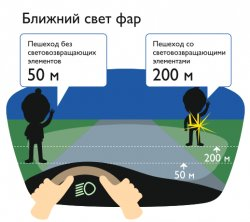 Ближний свет фар
Пешеход без
световозвращающих
элементов
50 м
Пешеход со
световозвращающими
элементами
200 м
200 м
50 м